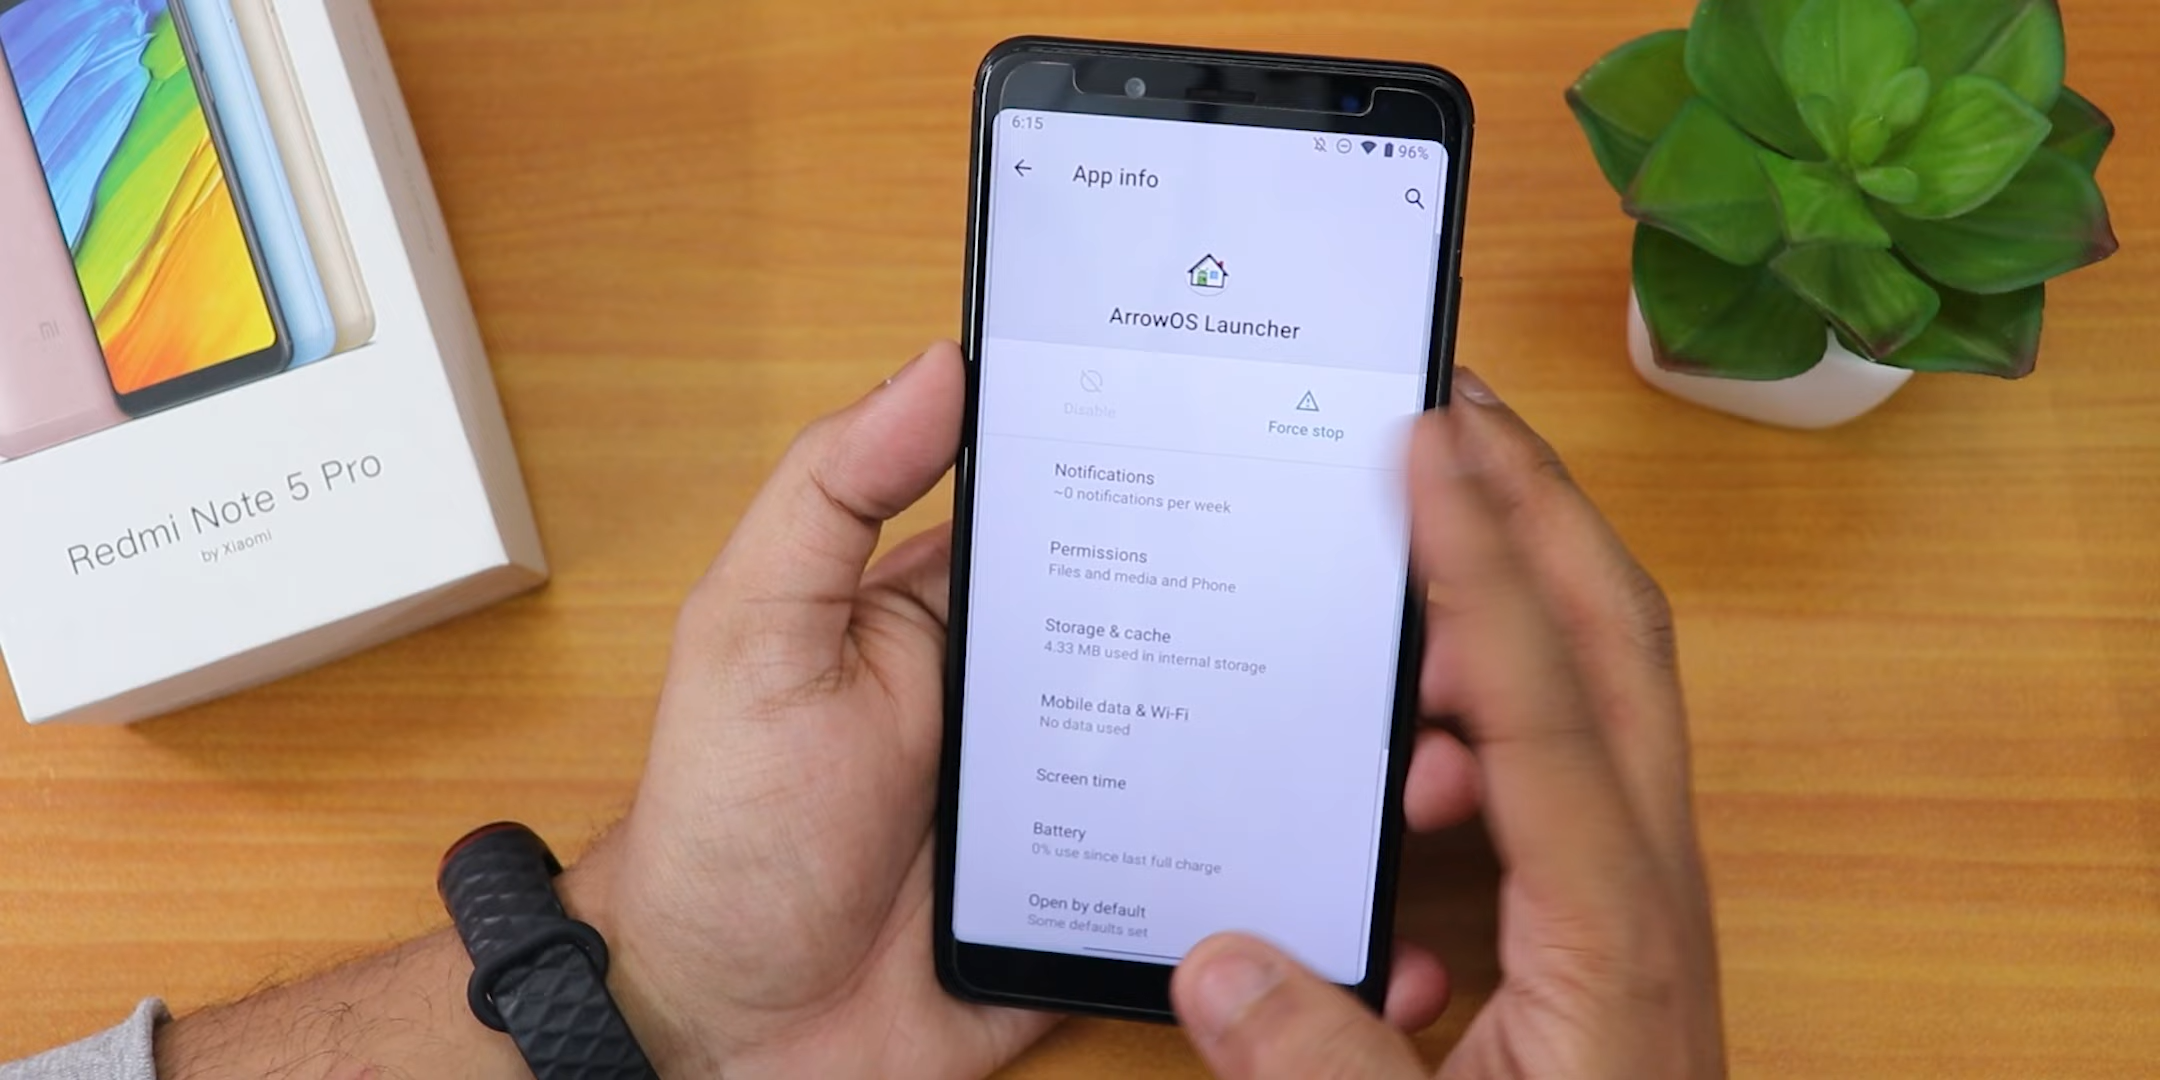 mi
Redmi Note 5 Pro
by Xiaomi
6:15
96%
App info
ArrowOS Launcher
Disable
Force stop
Notifications
~0 notifications per week
Permissions
Files and media and Phone
Storage & cache
4.33 MB used in internal storage
Mobile data & Wi-Fi
No data used
Screen time
Battery
0% use since last full charge
Open by default
Some defaults set